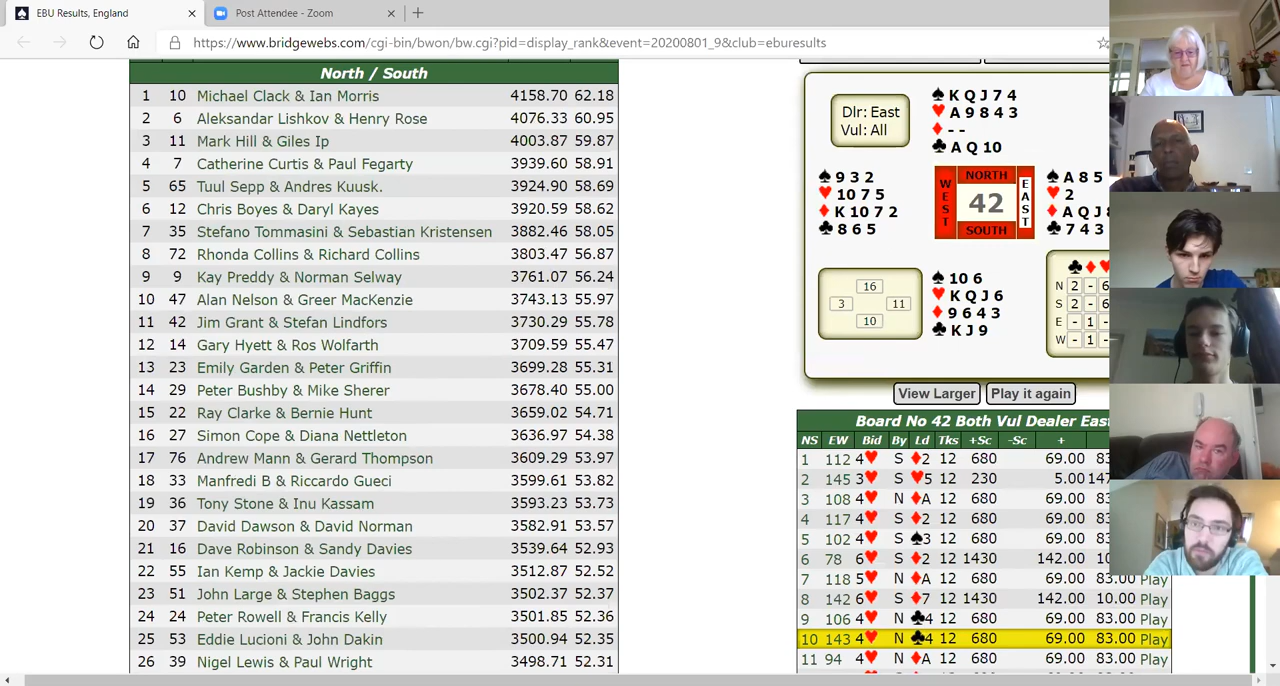 EBU Results, England
Post Attendee - Zoom
https://www.bridgewebs.com/cgi-bin/bwon/bw.cgi?pid=display_rank&event=20200801_9&club=eburesults
North / South
1 10 Michael Clack & Ian Morris 4158.70 62.18
2 6 Aleksandar Lishkov & Henry Rose 4076.33 60.95
3 11 Mark Hill & Giles Ip 4003.87 59.87
4 7 Catherine Curtis & Paul Fegarty 3939.60 58.91
5 65 Tuul Sepp & Andres Kuusk. 3924.90 58.69
6 12 Chris Boyes & Daryl Kayes 3920.59 58.62
7 35 Stefano Tommasini & Sebastian Kristensen 3882.46 58.05
8 72 Rhonda Collins & Richard Collins 3803.47 56.87
9 9 Kay Preddy & Norman Selway 3761.07 56.24
10 47 Alan Nelson & Greer MacKenzie 3743.13 55.97
11 42 Jim Grant & Stefan Lindfors 3730.29 55.78
12 14 Gary Hyett & Ros Wolfarth 3709.59 55.47
13 23 Emily Garden & Peter Griffin 3699.28 55.31
14 29 Peter Bushby & Mike Sherer 3678.40 55.00
15 22 Ray Clarke & Bernie Hunt 3659.02 54.71
16 27 Simon Cope & Diana Nettleton 3636.97 54.38
17 76 Andrew Mann & Gerard Thompson 3609.29 53.97
18 33 Manfredi B & Riccardo Gueci 3599.61 53.82
19 36 Tony Stone & Inu Kassam 3593.23 53.73
20 37 David Dawson & David Norman 3582.91 53.57
21 16 Dave Robinson & Sandy Davies 3539.64 52.93
22 55 Ian Kemp & Jackie Davies 3512.87 52.52
23 51 John Large & Stephen Baggs 3502.37 52.37
24 24 Peter Rowell & Francis Kelly 3501.85 52.36
25 53 Eddie Lucioni & John Dakin 3500.94 52.35
26 39 Nigel Lewis & Paul Wright 3498.71 52.31
Dlr: East
Vul: All
♠ K Q J 7 4
♥ A 9 8 4 3
♦ - -
♣ A Q 10
♠ 9 3 2
♥ 10 7 5
♦ K 10 7 2
♣ 8 6 5
NORTH
WEST
42
EAST
SOUTH
♠ A 8 5
♥ 2
♦ A Q J 8
♣ 7 4 3
16
3 11
10
♠ 10 6
♥ K Q J 6
♦ 9 6 4 3
♣ K J 9
♣ ♦ ♥
N 2 - 6
S 2 - 6
E - 1 -
W - 1 -
View Larger
Play it again
Board No 42 Both Vul Dealer East
NS EW Bid By Ld Tks +Sc -Sc +
1 112 4♥ S ♦2 12 680 69.00 83
2 145 3♥ S ♥5 12 230 5.00 147
3 108 4♥ N ♦A 12 680 69.00 83
4 117 4♥ S ♦2 12 680 69.00 83
5 102 4♥ S ♠3 12 680 69.00 83
6 78 6♥ S ♦2 12 1430 142.00 10
7 118 5♥ N ♦A 12 680 69.00 83.00 Play
8 142 6♥ S ♦7 12 1430 142.00 10.00 Play
9 106 4♥ N ♣4 12 680 69.00 83.00 Play
10 143 4♥ N ♣4 12 680 69.00 83.00 Play
11 94 4♥ N ♦A 12 680 69.00 83.00 Play